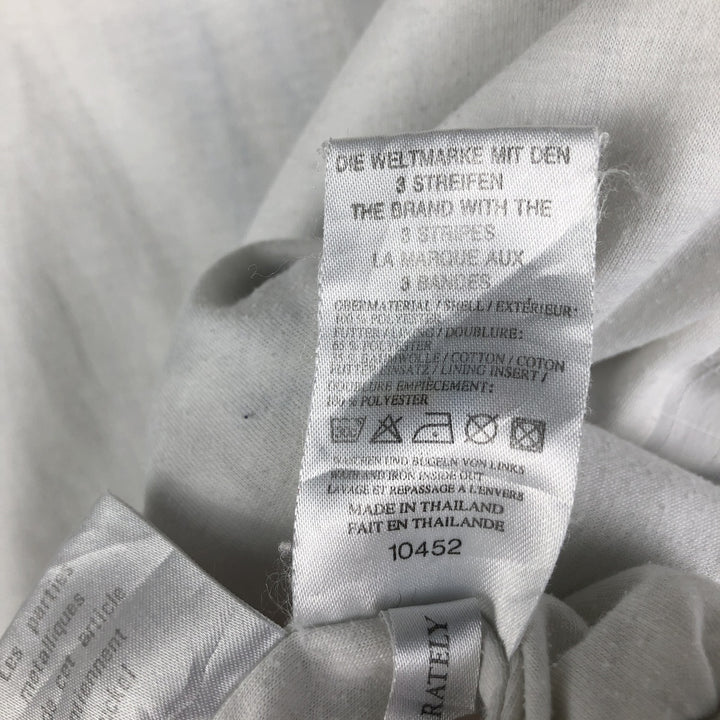 DIE WELTMARKE MIT DEN
3 STREIFEN
THE BRAND WITH THE
3 STRIPES
LA MARQUE AUX
3 BANDES
OBERMATERIAL / SHELL / EXTÉRIEUR:
100% POLYESTER
FUTTER / LINING / DOUBLURE:
65 % POLYESTER
35 % BAUMWOLLE / COTTON / COTON
FUTTEREINSATZ / LINING INSERT /
DOUBLURE EMPIÈCEMENT:
100 % POLYESTER
WASCHEN UND BÜGELN VON LINKS
WASH AND IRON INSIDE OUT
LAVAGE ET REPASSAGE A L'ENVERS
MADE IN THAILAND
FAIT EN THAILANDE
10452
Les parties
metalliques
de cet article
RATELY